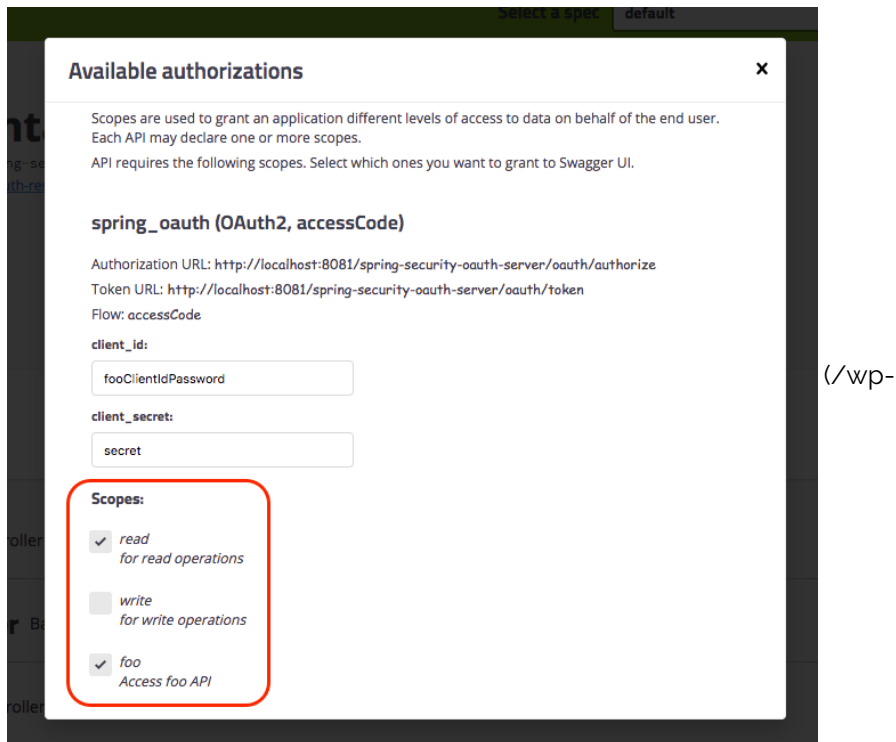 Select a spec default
Available authorizations
Scopes are used to grant an application different levels of access to data on behalf of the end user.
Each API may declare one or more scopes.
API requires the following scopes. Select which ones you want to grant to Swagger UI.
spring_oauth (OAuth2, accessCode)
Authorization URL: http://localhost:8081/spring-security-oauth-server/oauth/authorize
Token URL: http://localhost:8081/spring-security-oauth-server/oauth/token
Flow: accessCode
client_id:
fooClientIdPassword
(/wp-
client_secret:
secret
Scopes:
read
for read operations
write
for write operations
foo
Access foo API